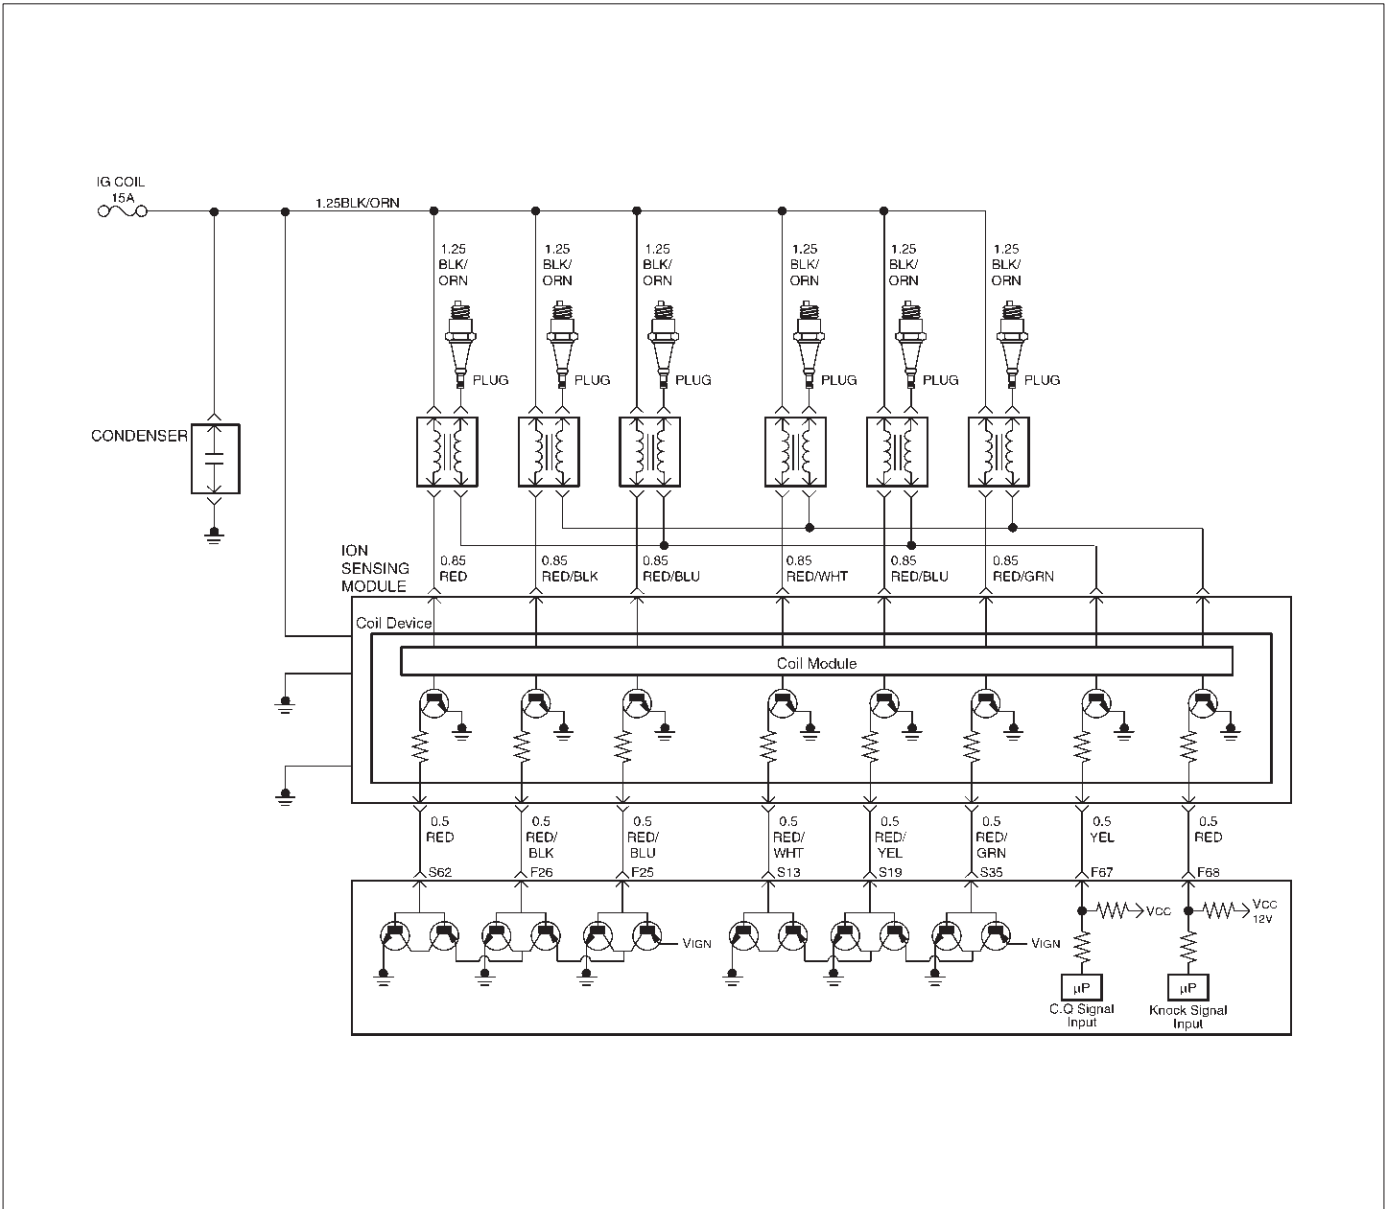 IG COIL
15A
1.25BLK/ORN
1.25
BLK/
ORN
1.25
BLK/
ORN
1.25
BLK/
ORN
1.25
BLK/
ORN
1.25
BLK/
ORN
1.25
BLK/
ORN
PLUG
PLUG
PLUG
PLUG
PLUG
PLUG
CONDENSER
ION
SENSING
MODULE
0.85
RED
0.85
RED/BLK
0.85
RED/BLU
0.85
RED/WHT
0.85
RED/BLU
0.85
RED/GRN
Coil Device
Coil Module
0.5
RED
0.5
RED/
BLK
0.5
RED/
BLU
0.5
RED/
WHT
0.5
RED/
YEL
0.5
RED/
GRN
0.5
YEL
0.5
RED
S62
F26
F25
S13
S19
S35
F67
F68
VCC
VCC
12V
VIGN
VIGN
µP
C.Q Signal
Input
µP
Knock Signal
Input